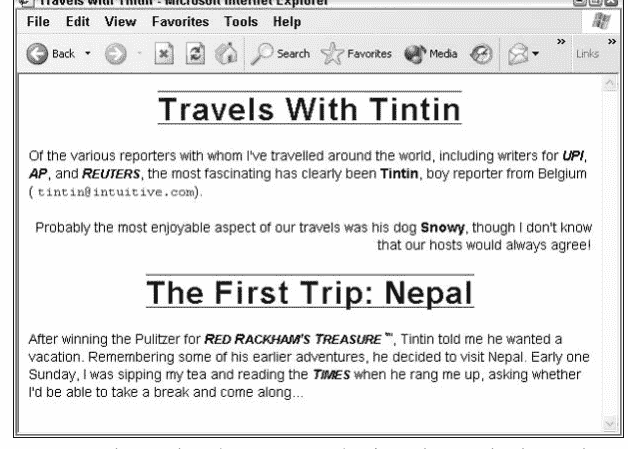 Travels With Tintin - Microsoft Internet Explorer
File Edit View Favorites Tools Help
Back Search Favorites Media » Links »
Travels With Tintin
Of the various reporters with whom I've travelled around the world, including writers for UPI,
AP, and REUTERS, the most fascinating has clearly been Tintin, boy reporter from Belgium
( tintin@intuitive.com).
Probably the most enjoyable aspect of our travels was his dog Snowy, though I don't know
that our hosts would always agree!
The First Trip: Nepal
After winning the Pulitzer for RED RACKHAM'S TREASURE ™, Tintin told me he wanted a
vacation. Remembering some of his earlier adventures, he decided to visit Nepal. Early one
Sunday, I was sipping my tea and reading the TIMES when he rang me up, asking whether
I'd be able to take a break and come along...